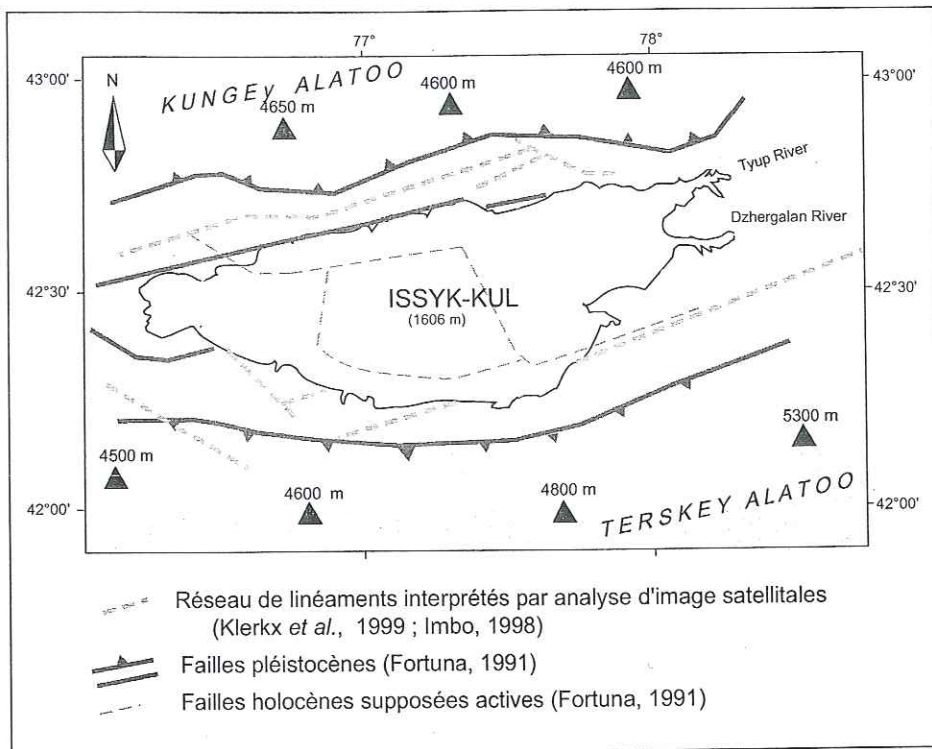 77° 78°
43°00' 43°00'
N
KUNGEy ALATOO
4650 m
4600 m
4600 m
Tyup River
Dzhergalan River
42°30' 42°30'
ISSYK-KUL
(1606 m)
4500 m
4600 m
4800 m
5300 m
42°00' 42°00'
TERSKEY ALATOO
Réseau de linéaments interprétés par analyse d'image satellitales
(Klerkx et al., 1999 ; Imbo, 1998)
Failles pléistocènes (Fortuna, 1991)
Failles holocènes supposées actives (Fortuna, 1991)